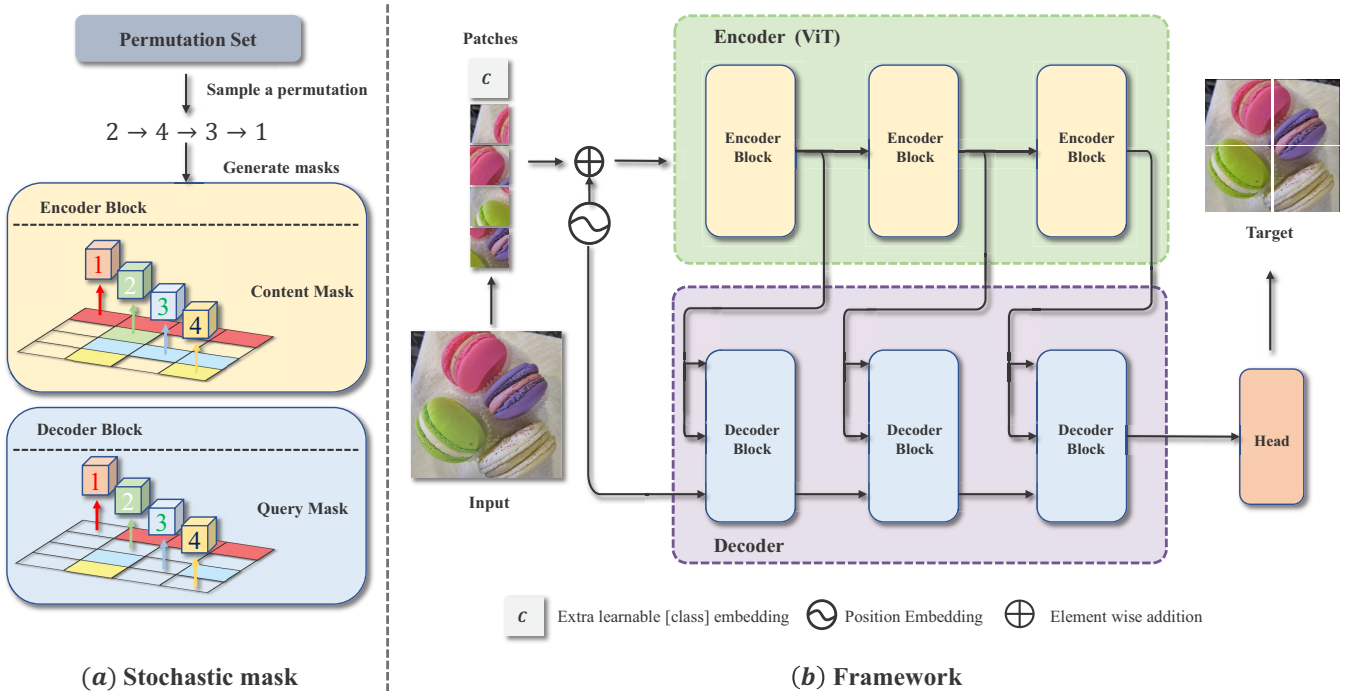 Permutation Set
Sample a permutation
2 → 4 → 3 → 1
Generate masks
Encoder Block
1
2
3
4
Content Mask
Decoder Block
1
2
3
4
Query Mask
(a) Stochastic mask
Patches
C
Input
Encoder (ViT)
Encoder
Block
Encoder
Block
Encoder
Block
Decoder
Block
Decoder
Block
Decoder
Block
Decoder
Head
Target
C
Extra learnable [class] embedding
Position Embedding
Element wise addition
(b) Framework